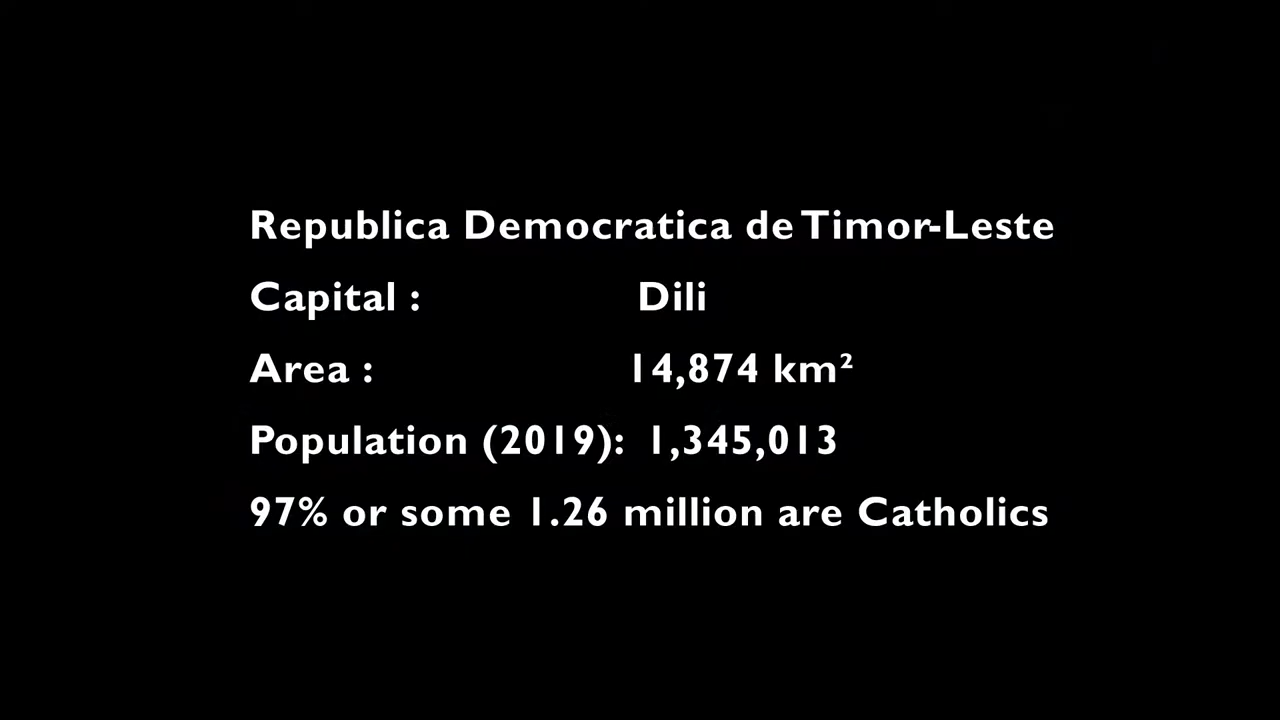 Republica Democratica de Timor-Leste
Capital : Dili
Area : 14,874 km²
Population (2019): 1,345,013
97% or some 1.26 million are Catholics